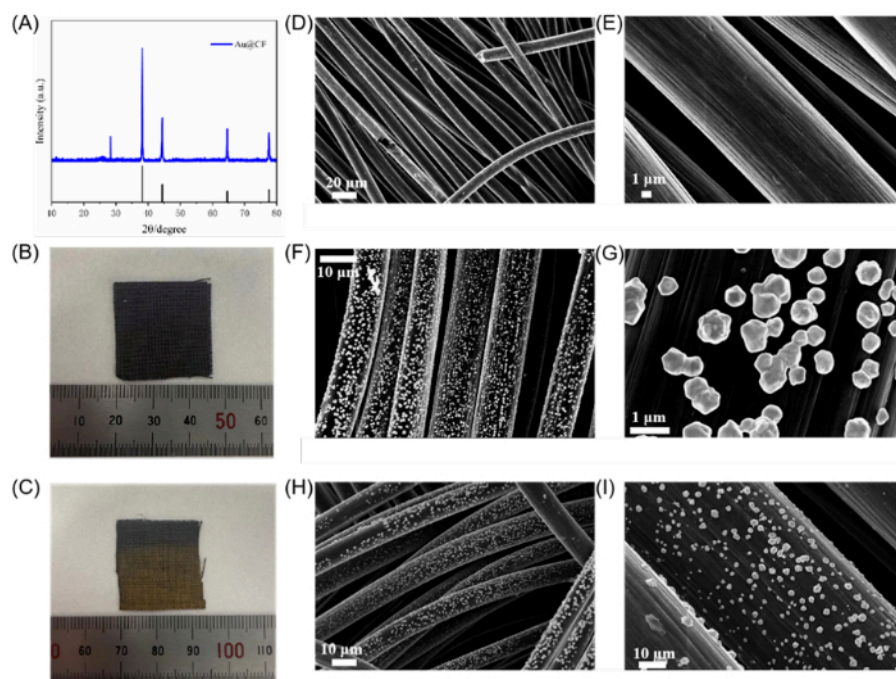 (A)
Au@CF
Intensity (a.u.)
10 20 30 40 50 60 70 80
2θ/degree
(B)
10 20 30 40 50 60
(C)
70 80 90 100 110
(D)
20 µm
(E)
1 µm
(F)
10 µm
(G)
1 µm
(H)
10 µm
(I)
10 µm